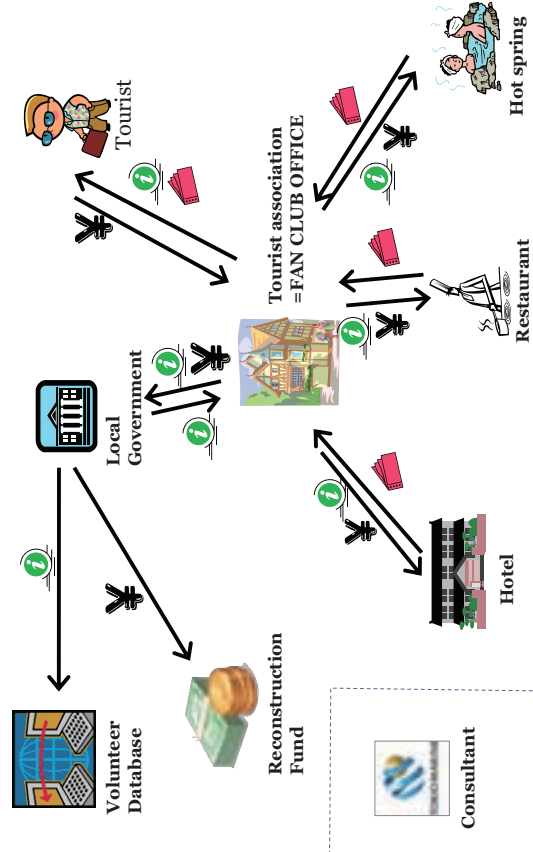 Volunteer
Database
Local
Government
Tourist
Reconstruction
Fund
Tourist association
=FAN CLUB OFFICE
Consultant
Hotel
Restaurant
Hot spring